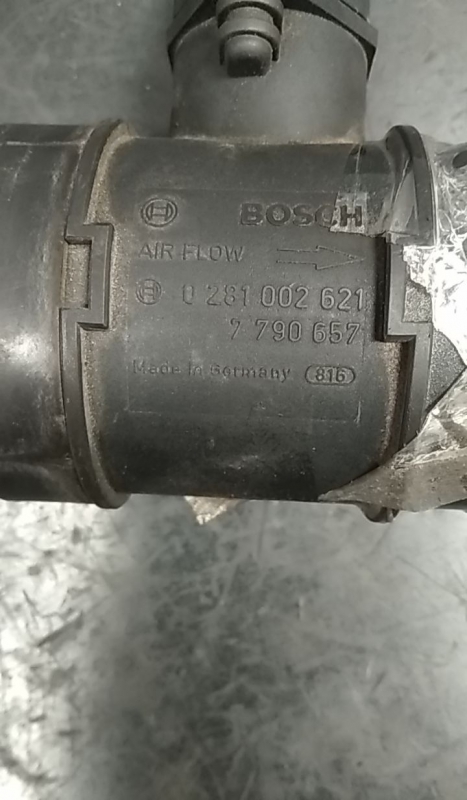 BOSCH
AIR FLOW
0 281 002 621
7 790 657
Made in Germany 816